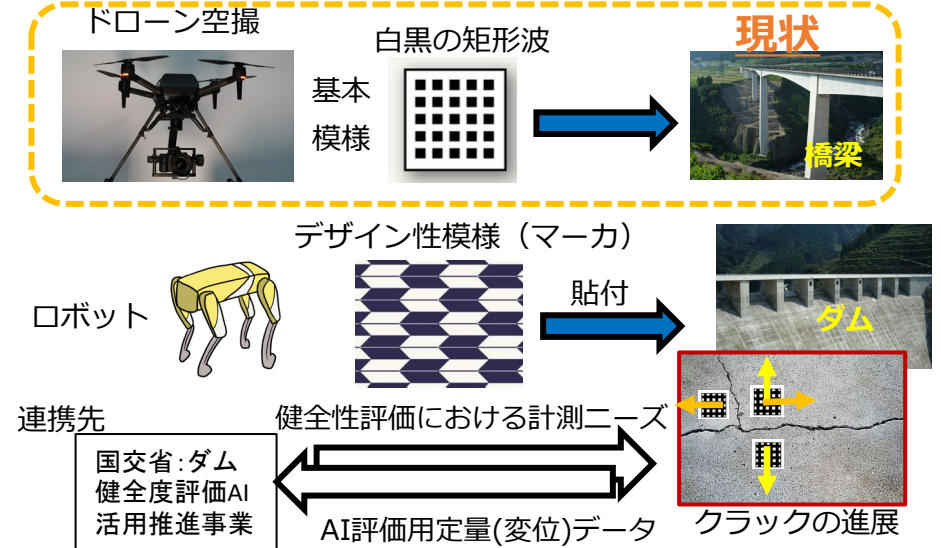 ドローン空撮
白黒の矩形波
基本
模様
現状
橋梁
デザイン性模様（マーカ）
ロボット
貼付
ダム
連携先
健全性評価における計測ニーズ
国交省:ダム
健全度評価AI
活用推進事業
AI評価用定量(変位)データ
クラックの進展